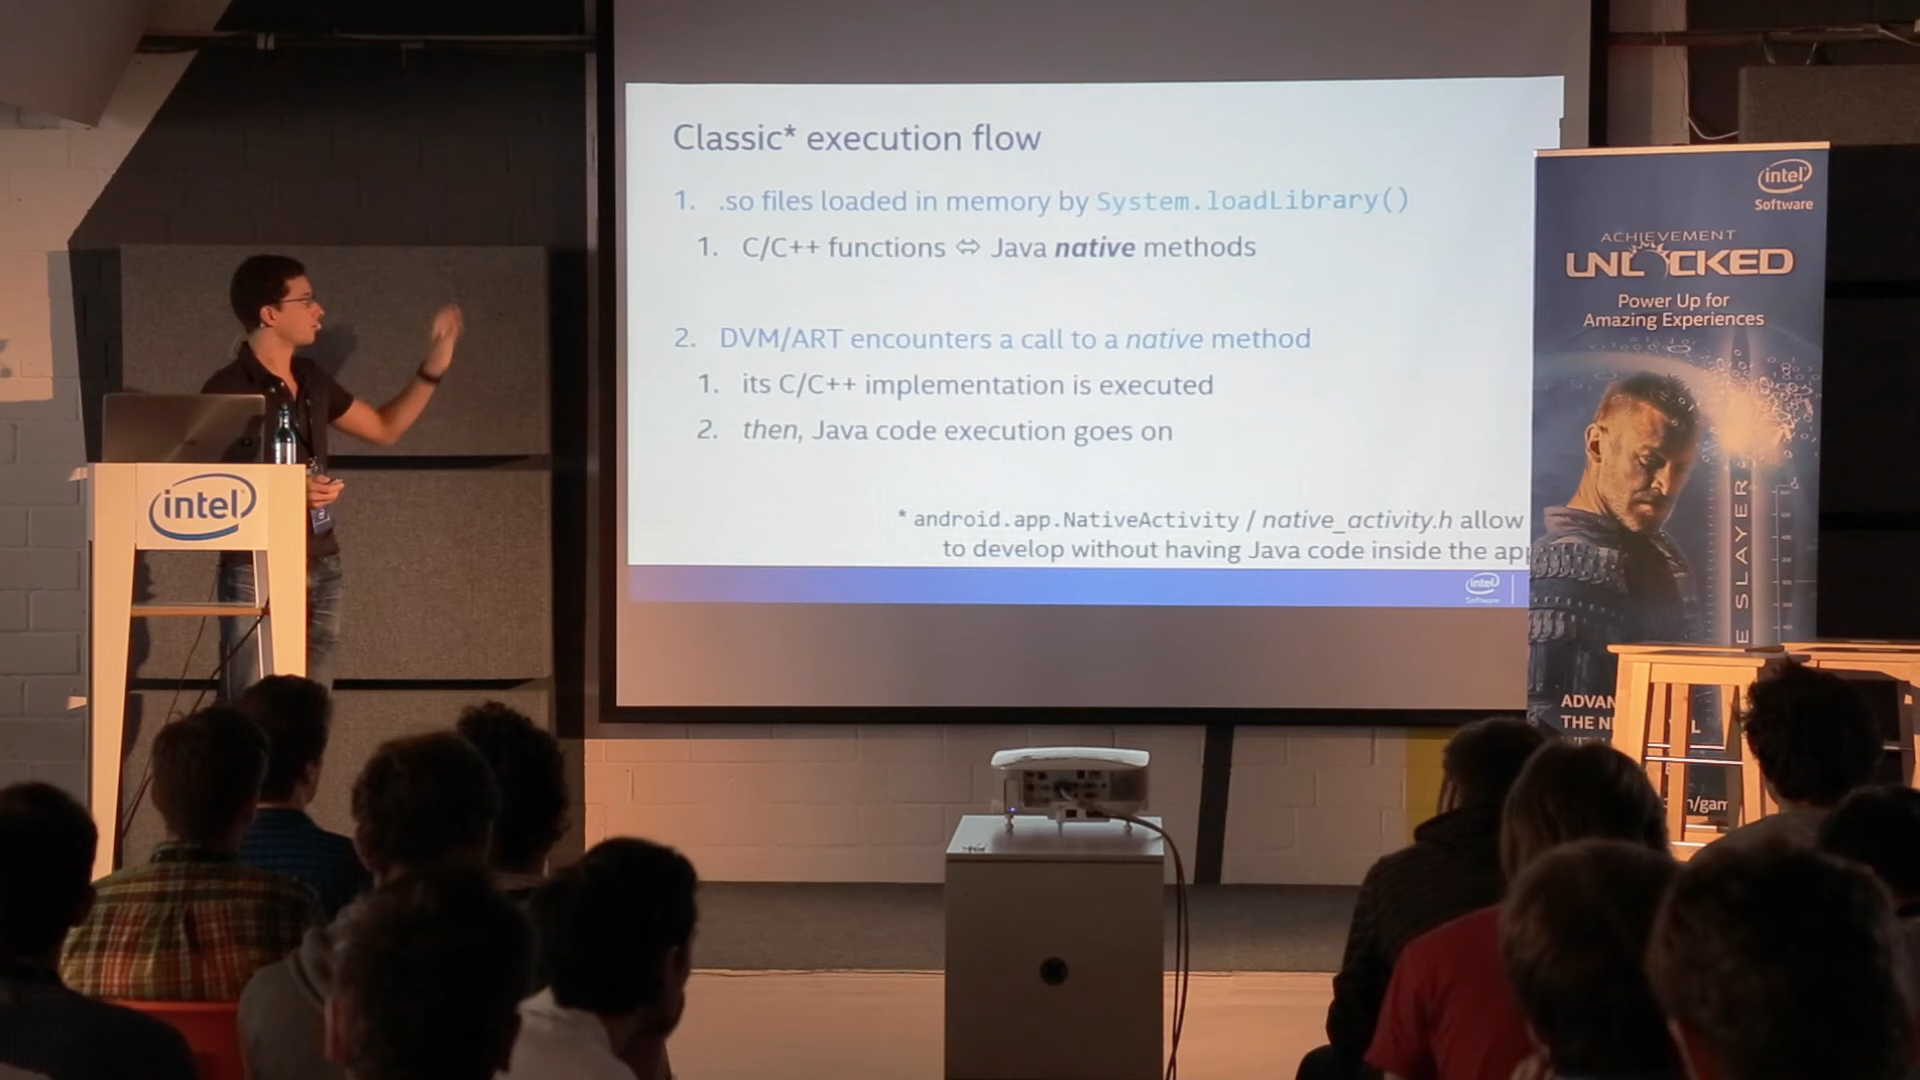 Classic* execution flow
1. .so files loaded in memory by System.loadLibrary()
1. C/C++ functions ⇔ Java native methods
2. DVM/ART encounters a call to a native method
1. its C/C++ implementation is executed
2. then, Java code execution goes on
* android.app.NativeActivity / native_activity.h allow
to develop without having Java code inside the app
intel
Software
intel
intel
Software
ACHIEVEMENT
UNLOCKED
Power Up for
Amazing Experiences
E SLAYER
ADVAN
THE N